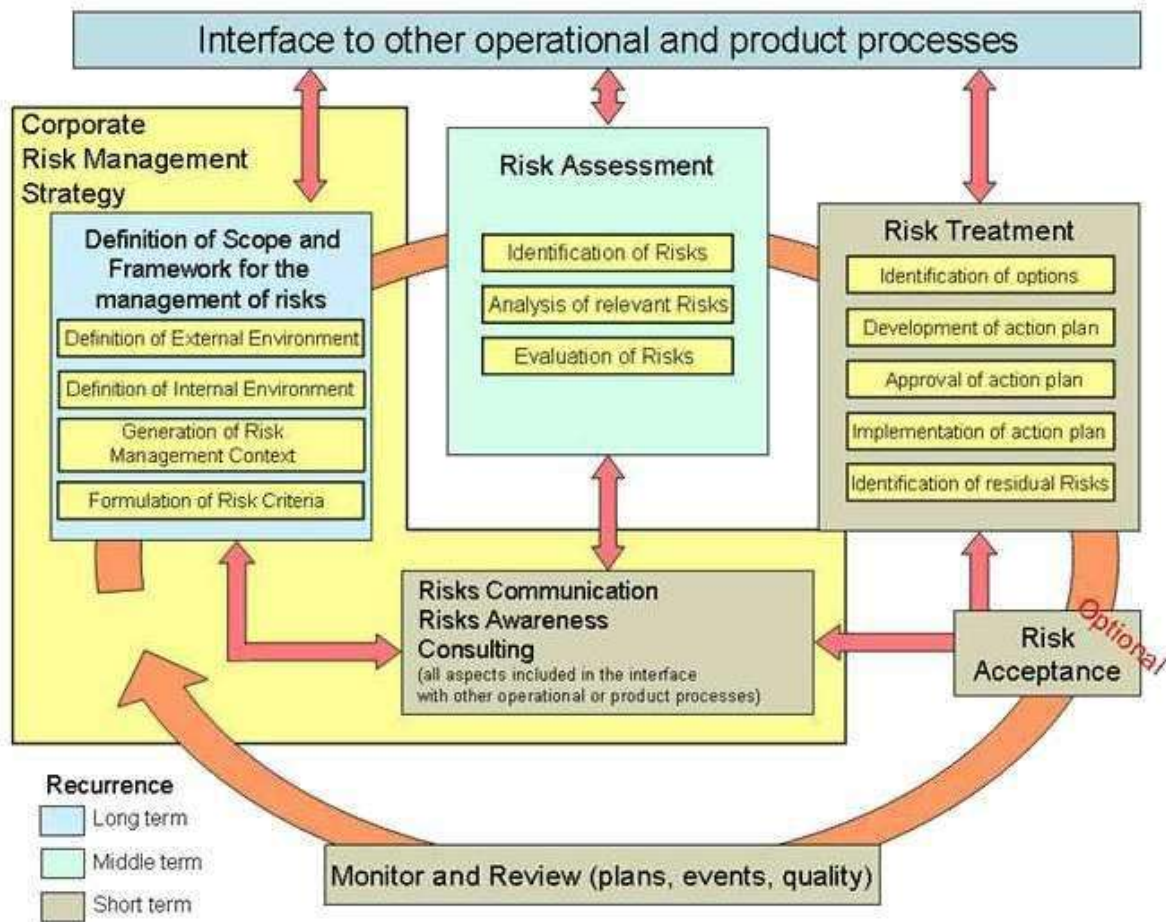 Interface to other operational and product processes
Corporate
Risk Management
Strategy
Definition of Scope and
Framework for the
management of risks
Definition of External Environment
Definition of Internal Environment
Generation of Risk
Management Context
Formulation of Risk Criteria
Risk Assessment
Identification of Risks
Analysis of relevant Risks
Evaluation of Risks
Risk Treatment
Identification of options
Development of action plan
Approval of action plan
Implementation of action plan
Identification of residual Risks
Risks Communication
Risks Awareness
Consulting
(all aspects included in the interface
with other operational or product processes)
Risk
Acceptance
Optional
Recurrence
Long term
Middle term
Short term
Monitor and Review (plans, events, quality)